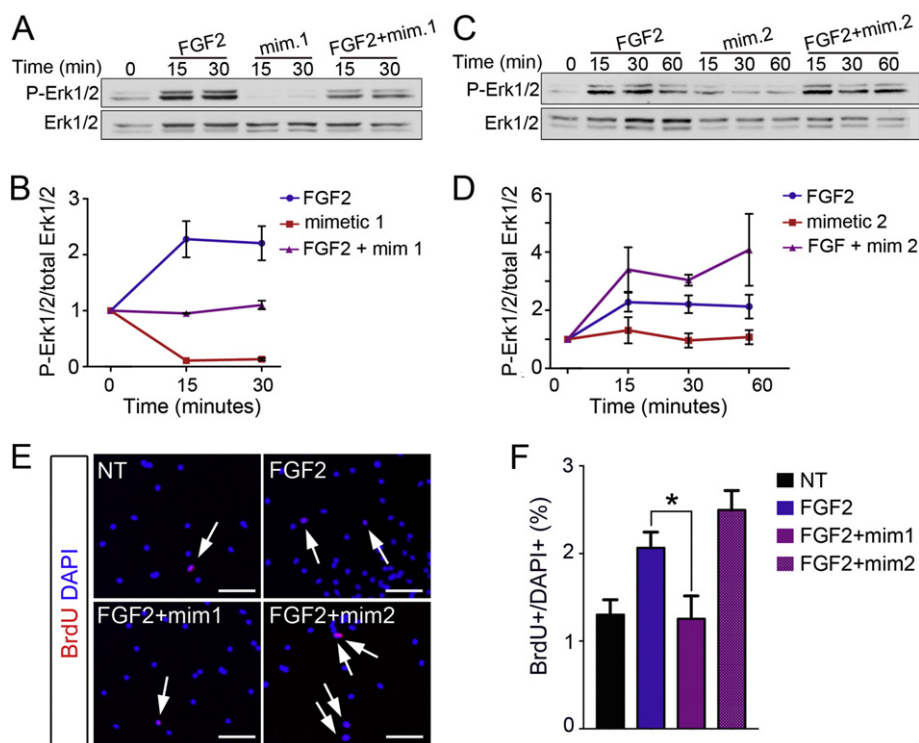 A
FGF2 mim.1 FGF2+mim.1
Time (min) 0 15 30 15 30 15 30
P-Erk1/2
Erk1/2
C
FGF2 mim.2 FGF2+mim.2
Time (min) 0 15 30 60 15 30 60 15 30 60
P-Erk1/2
Erk1/2
B
P-Erk1/2/total Erk1/2
3
2
1
0
0 15 30
Time (minutes)
FGF2
mimetic 1
FGF2 + mim 1
D
P-Erk1/2/total Erk1/2
6
4
2
0
0 15 30 60
Time (minutes)
FGF2
mimetic 2
FGF + mim 2
E
BrdU DAPI
NT
FGF2
FGF2+mim1
FGF2+mim2
F
BrdU+/DAPI+ (%)
3
2
1
0
*
NT
FGF2
FGF2+mim1
FGF2+mim2